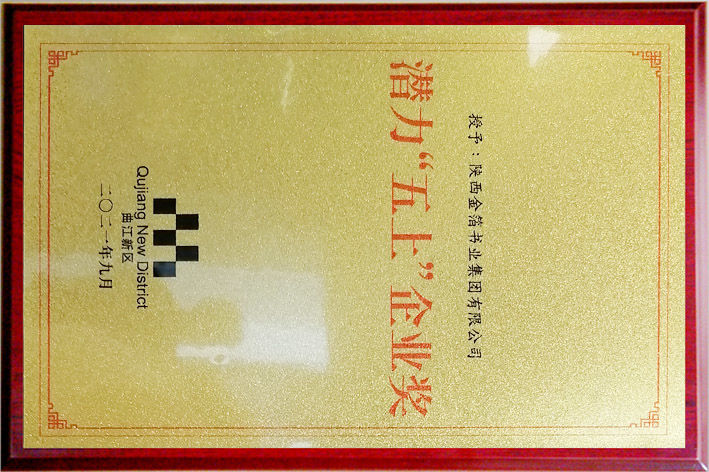 授予：陕西金箔书业集团有限公司
潜力“五上”企业奖
Qujiang New District
曲江新区
二〇二一年九月